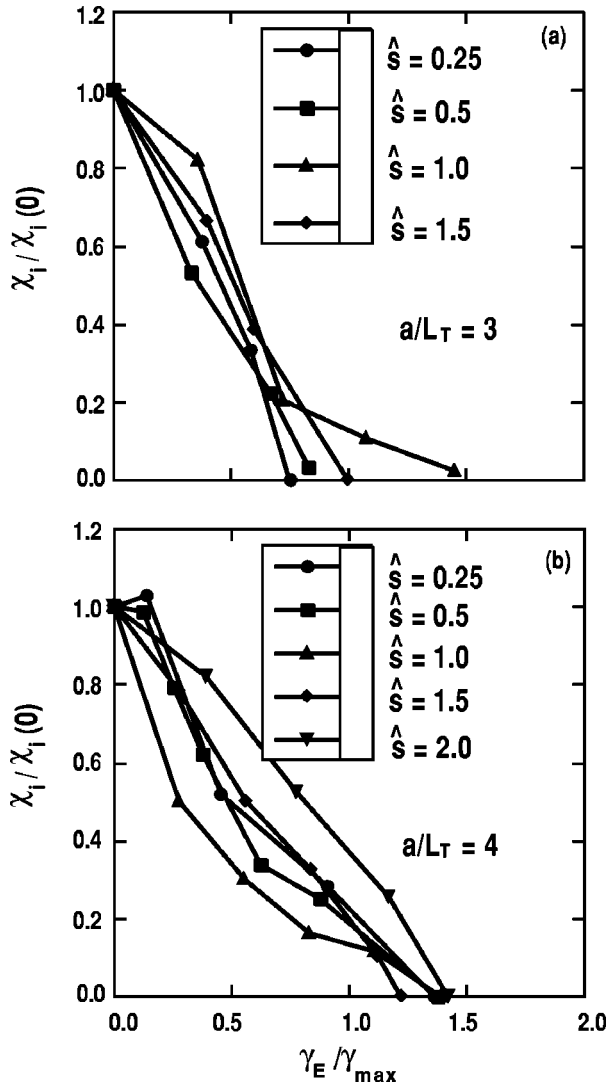 1.2
(a)
1.0
0.8
0.6
0.4
0.2
0.0
χi/χi(0)
ŝ = 0.25
ŝ = 0.5
ŝ = 1.0
ŝ = 1.5
a/LT = 3
1.2
(b)
1.0
0.8
0.6
0.4
0.2
0.0
χi/χi(0)
ŝ = 0.25
ŝ = 0.5
ŝ = 1.0
ŝ = 1.5
ŝ = 2.0
a/LT = 4
0.0 0.5 1.0 1.5 2.0
γE/γmax